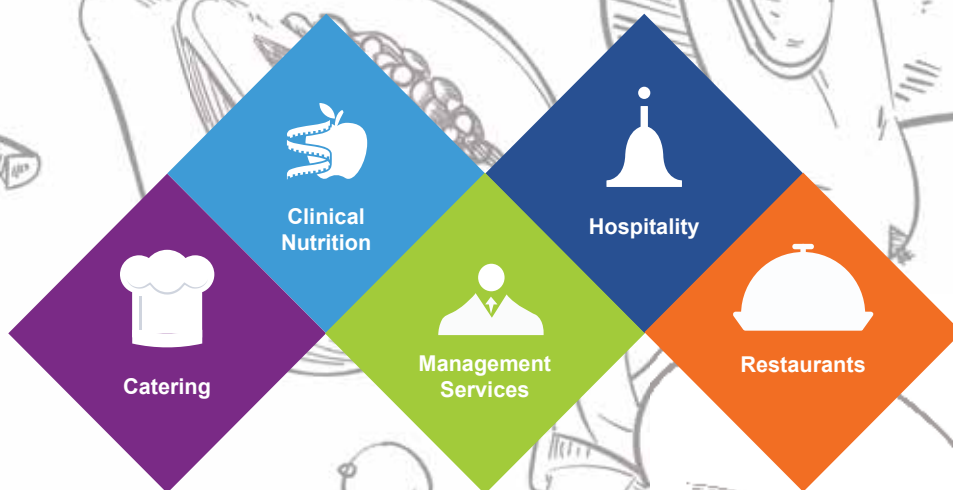 Clinical
Nutrition
Hospitality
Catering
Management
Services
Restaurants